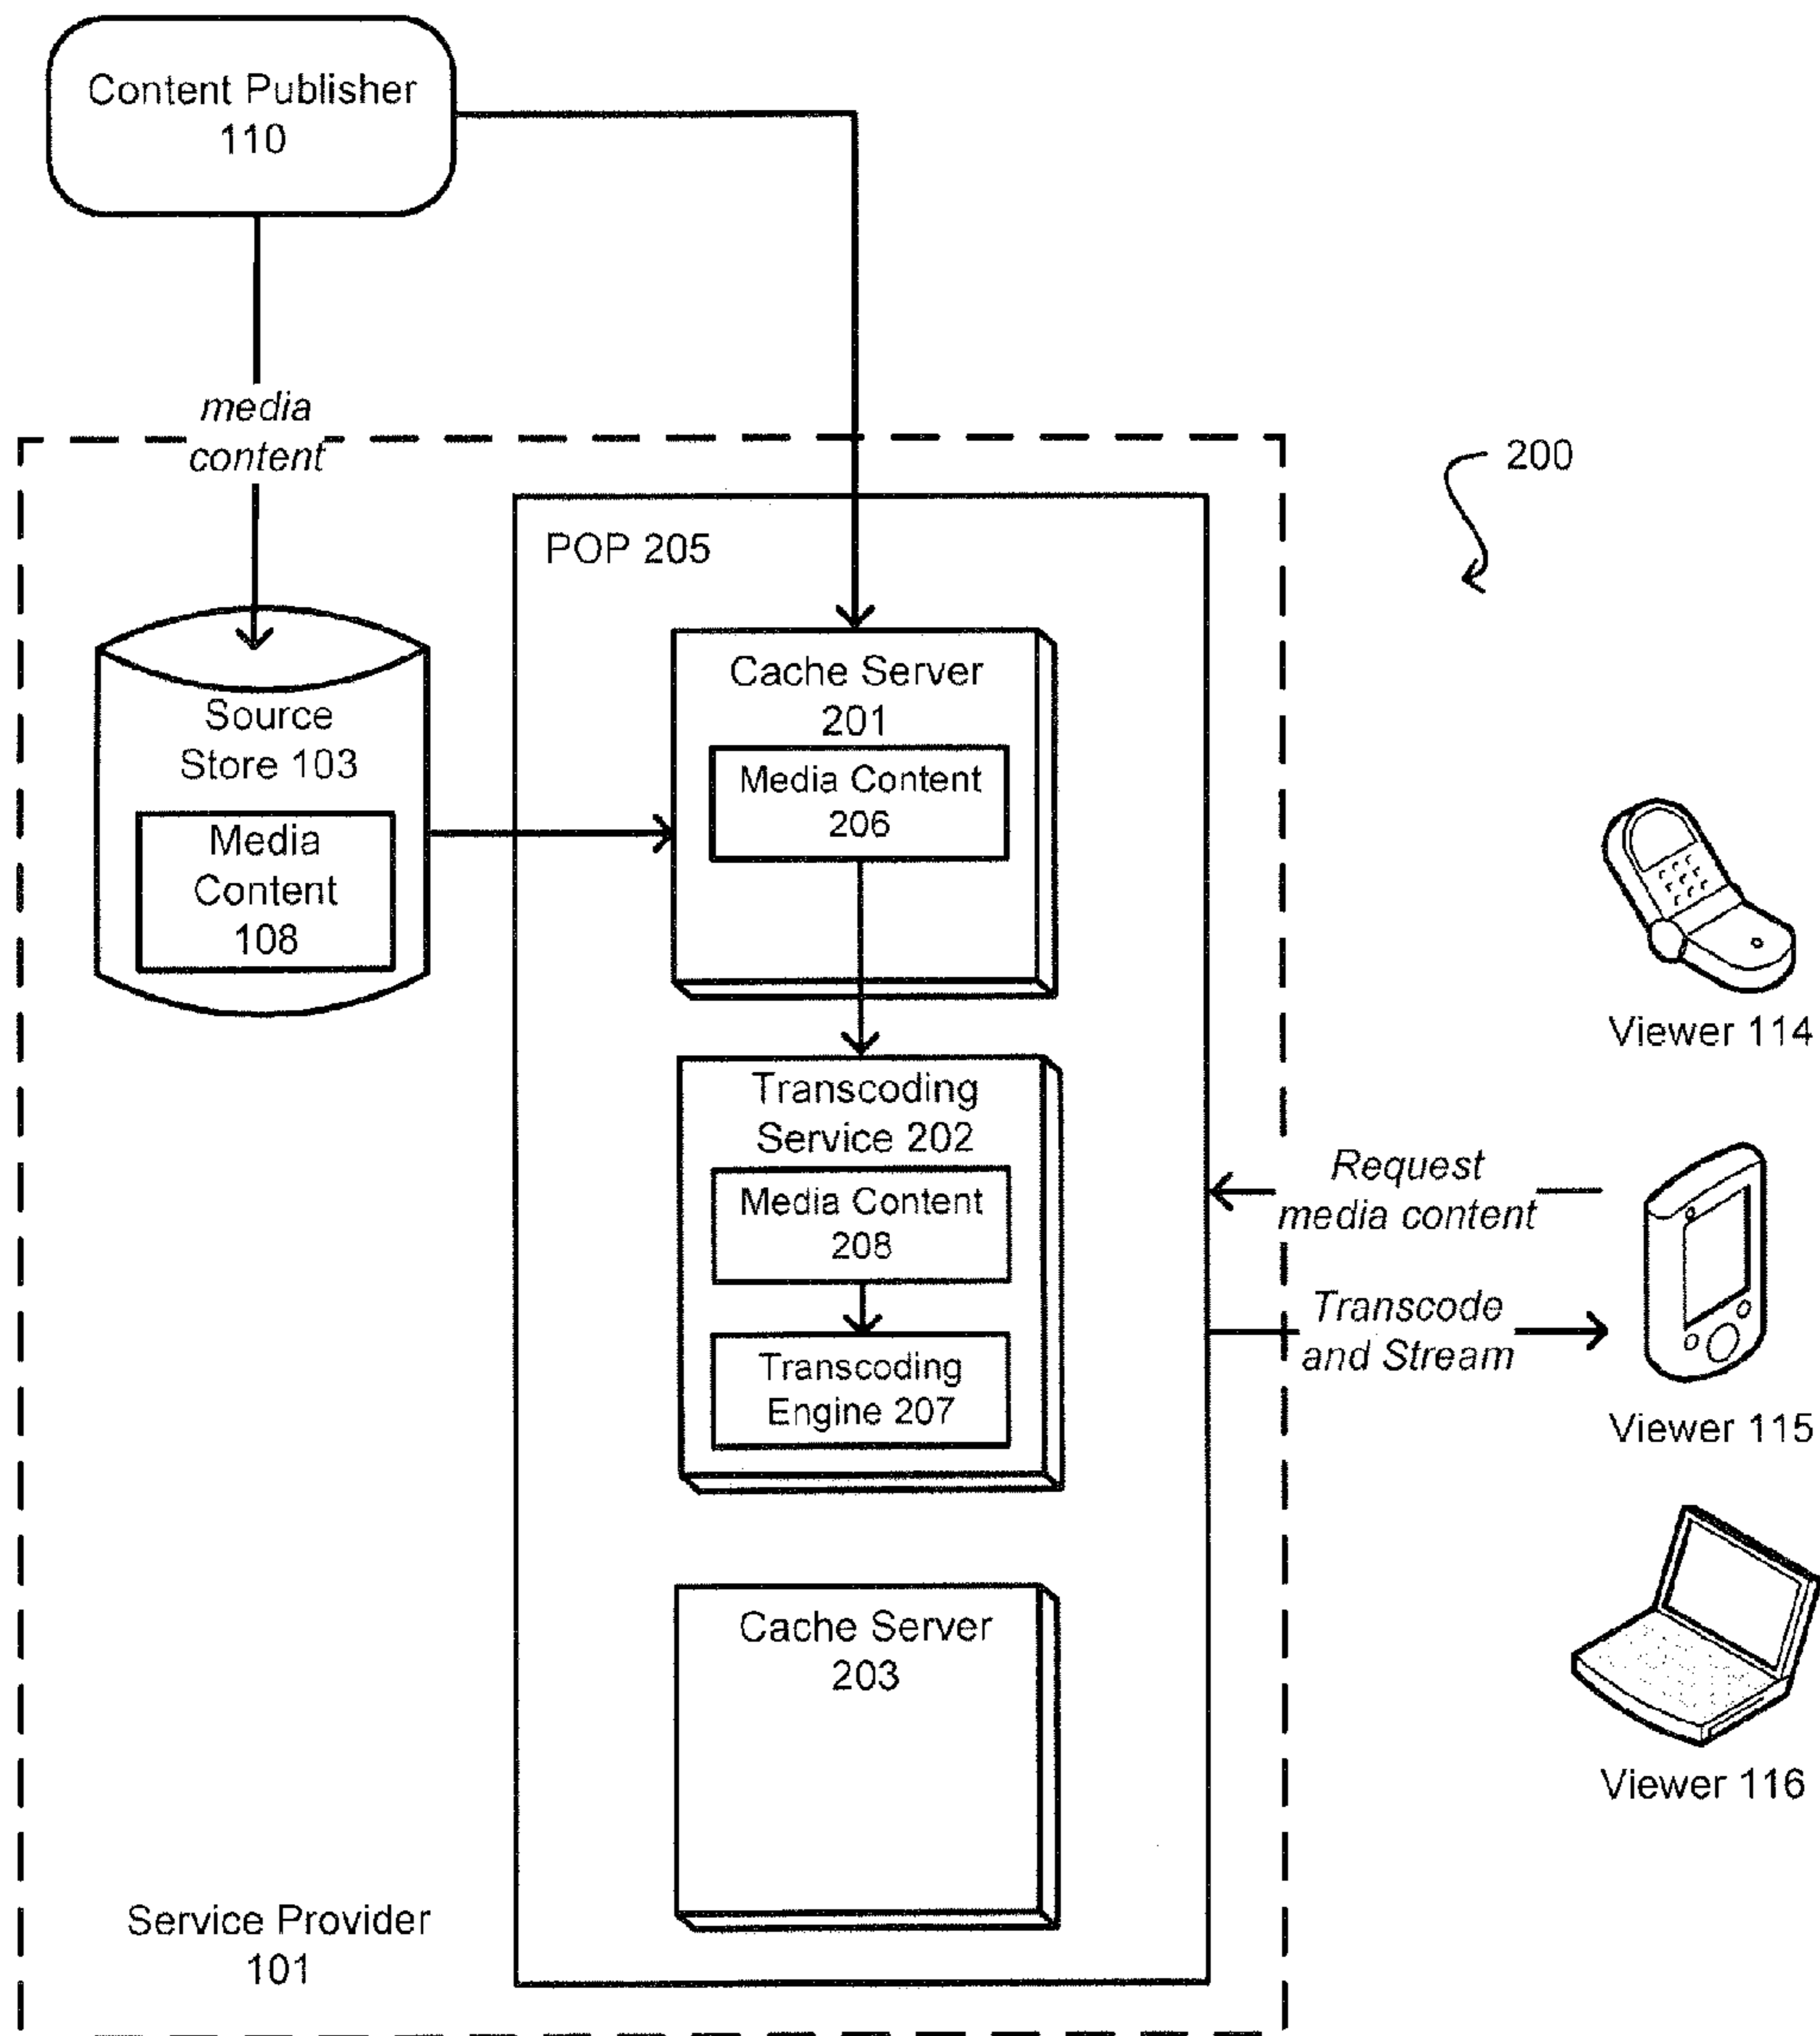 Content Publisher
110
media
content
200
POP 205
Cache Server
201
Media Content
206
Source
Store 103
Media
Content
108
Transcoding
Service 202
Media Content
208
Transcoding
Engine 207
Cache Server
203
Service Provider
101
Viewer 114
Request
media content
Transcode
and Stream
Viewer 115
Viewer 116